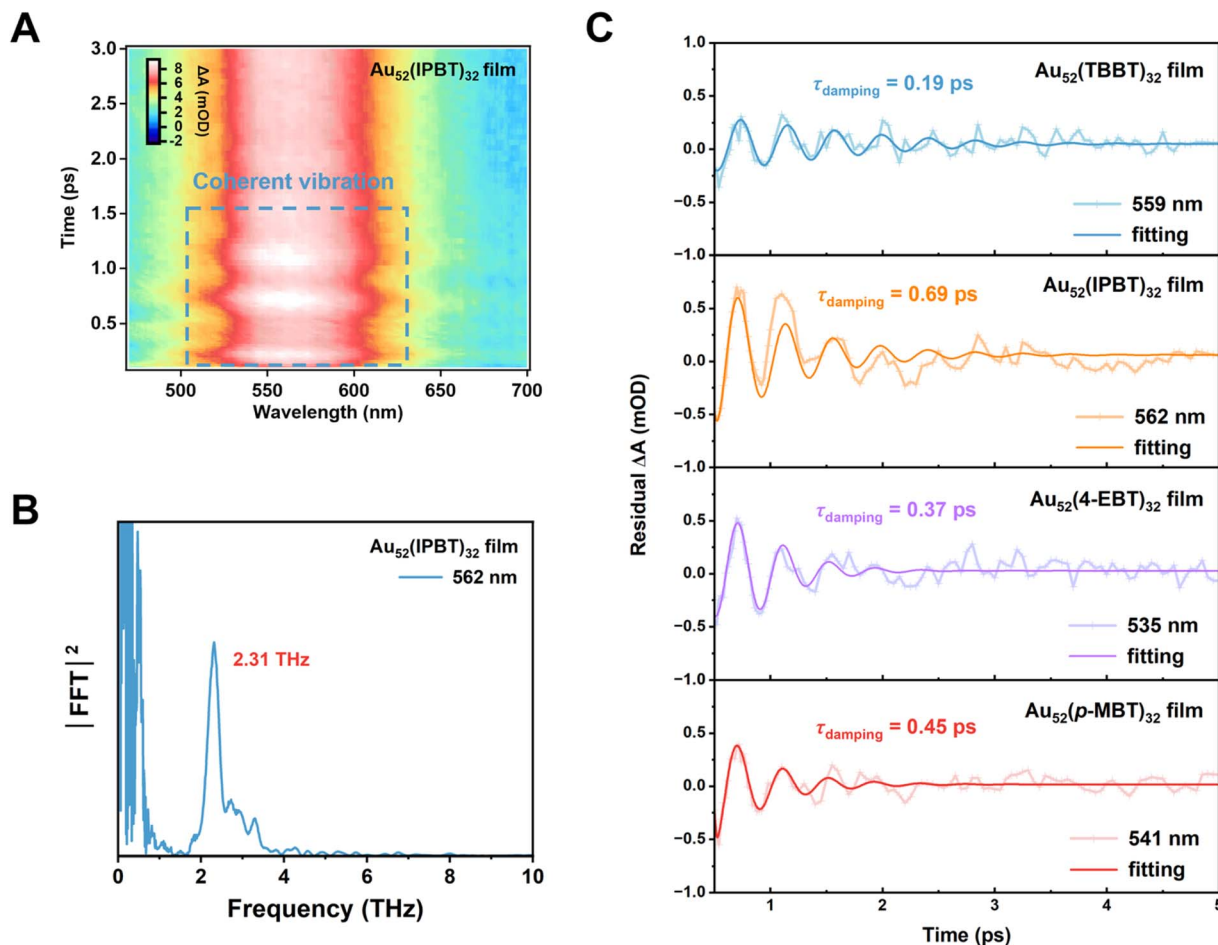 A
3.0
2.5
2.0
1.5
1.0
0.5
Time (ps)
8
6
4
2
0
-2
ΔA (mOD)
Au52(IPBT)32 film
Coherent vibration
500
550
600
650
700
Wavelength (nm)
B
|FFT|2
Au52(IPBT)32 film
562 nm
2.31 THz
0
2
4
6
8
10
Frequency (THz)
C
Residual ΔA (mOD)
1.0
0.5
0.0
−0.5
−1.0
τdamping = 0.19 ps
Au52(TBBT)32 film
559 nm
fitting
0.5
0.0
−0.5
−1.0
τdamping = 0.69 ps
Au52(IPBT)32 film
562 nm
fitting
0.5
0.0
−0.5
−1.0
τdamping = 0.37 ps
Au52(4-EBT)32 film
535 nm
fitting
0.5
0.0
−0.5
−1.0
τdamping = 0.45 ps
Au52(p-MBT)32 film
541 nm
fitting
1
2
3
4
5
Time (ps)